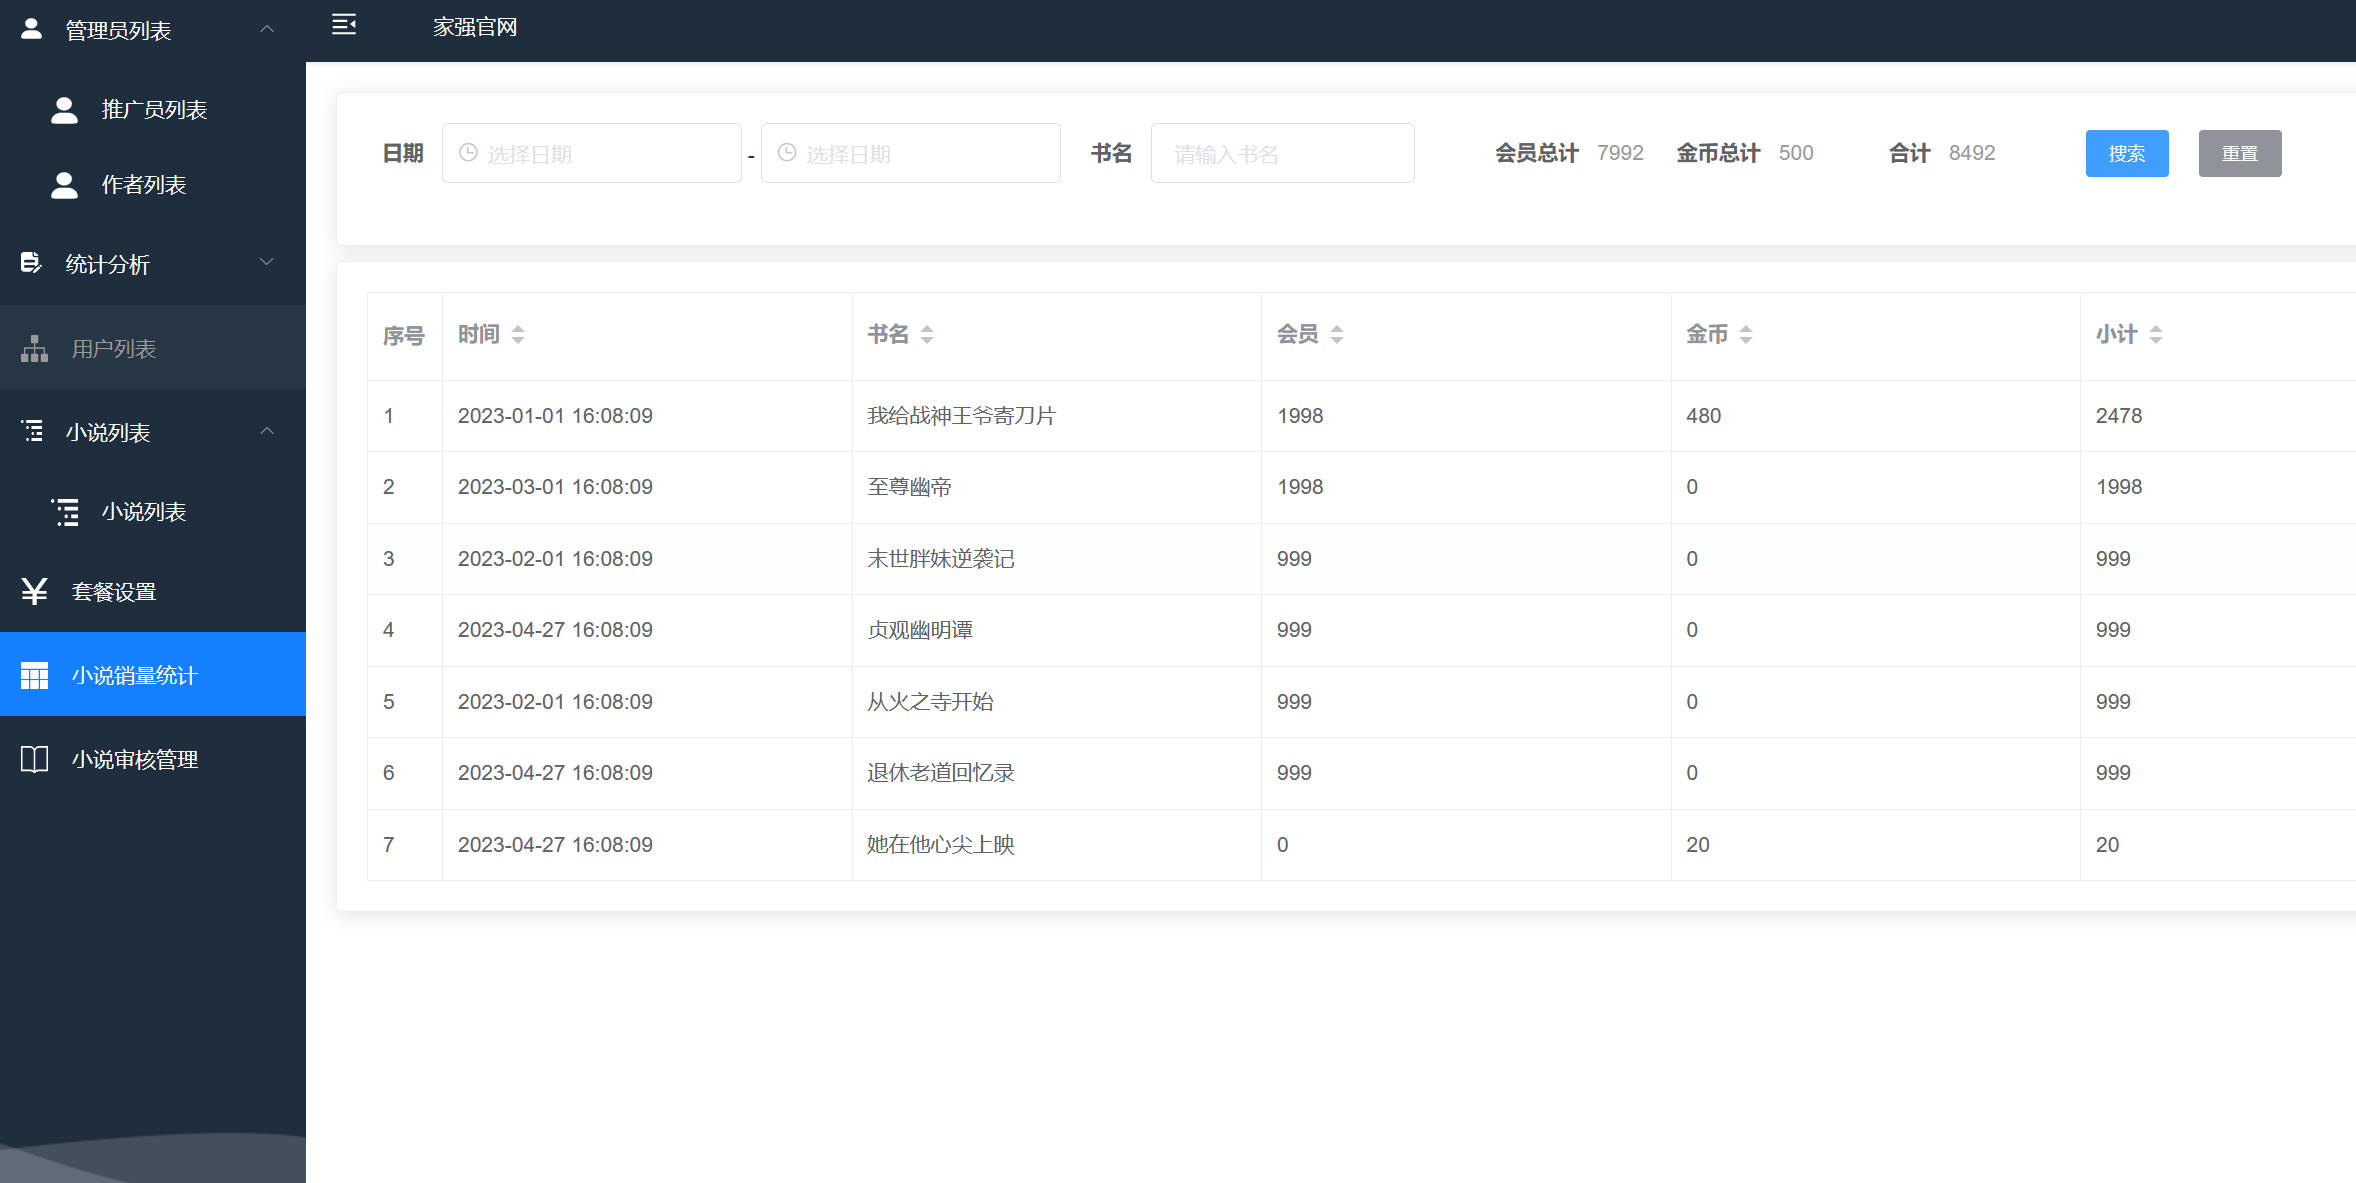 管理员列表
推广员列表
作者列表
统计分析
用户列表
小说列表
小说列表
套餐设置
小说销量统计
小说审核管理
家强官网
日期 选择日期 - 选择日期 书名 请输入书名 会员总计 7992 金币总计 500 合计 8492 搜索 重置
序号 时间 书名 会员 金币 小计
1 2023-01-01 16:08:09 我给战神王爷寄刀片 1998 480 2478
2 2023-03-01 16:08:09 至尊幽帝 1998 0 1998
3 2023-02-01 16:08:09 末世胖妹逆袭记 999 0 999
4 2023-04-27 16:08:09 贞观幽明谭 999 0 999
5 2023-02-01 16:08:09 从火之寺开始 999 0 999
6 2023-04-27 16:08:09 退休老道回忆录 999 0 999
7 2023-04-27 16:08:09 她在他心尖上映 0 20 20